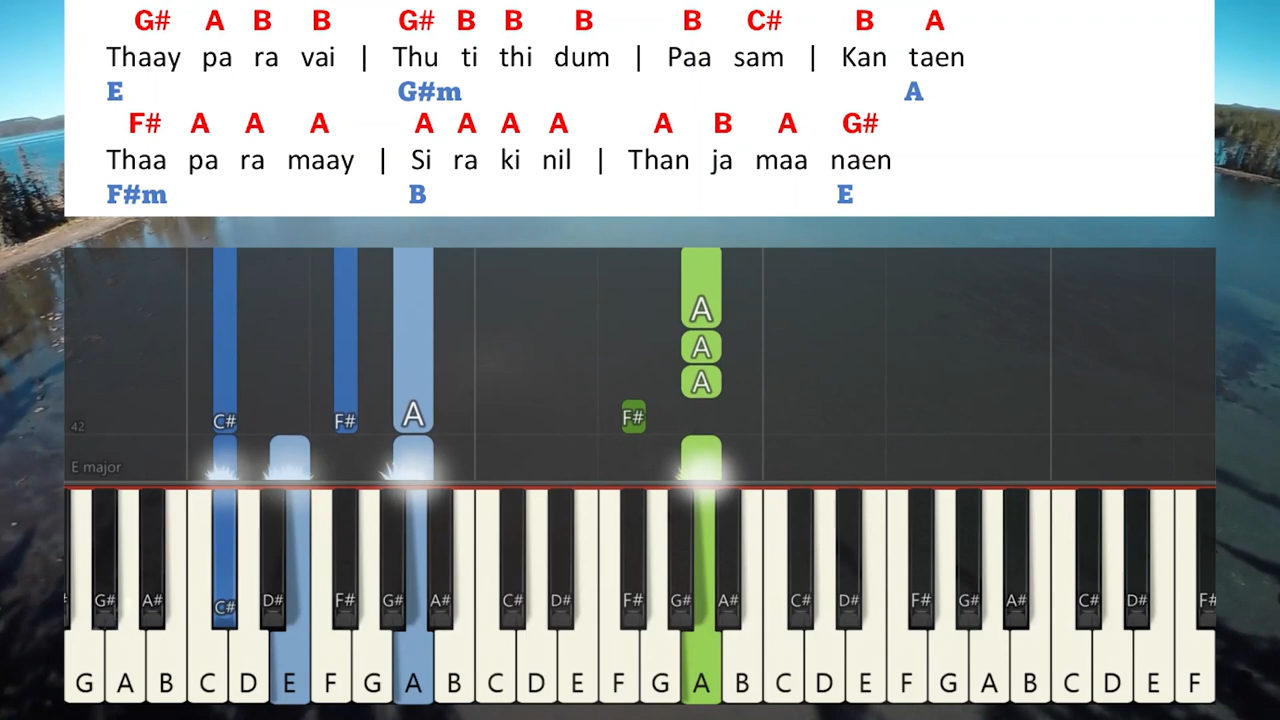 G# A B B G# B B B B C# B A
Thaay pa ra vai | Thu ti thi dum | Paa sam | Kan taen
E G#m A
F# A A A A A A A A B A G#
Thaa pa ra maay | Si ra ki nil | Than ja maa naen
F#m B E
A
A
A
C# F# A F#
42
E major
G# A# C# D# F# G# A# C# D# F# G# A# C# D# F# G# A# C# D# F#
G A B C D E F G A B C D E F G A B C D E F G A B C D E F